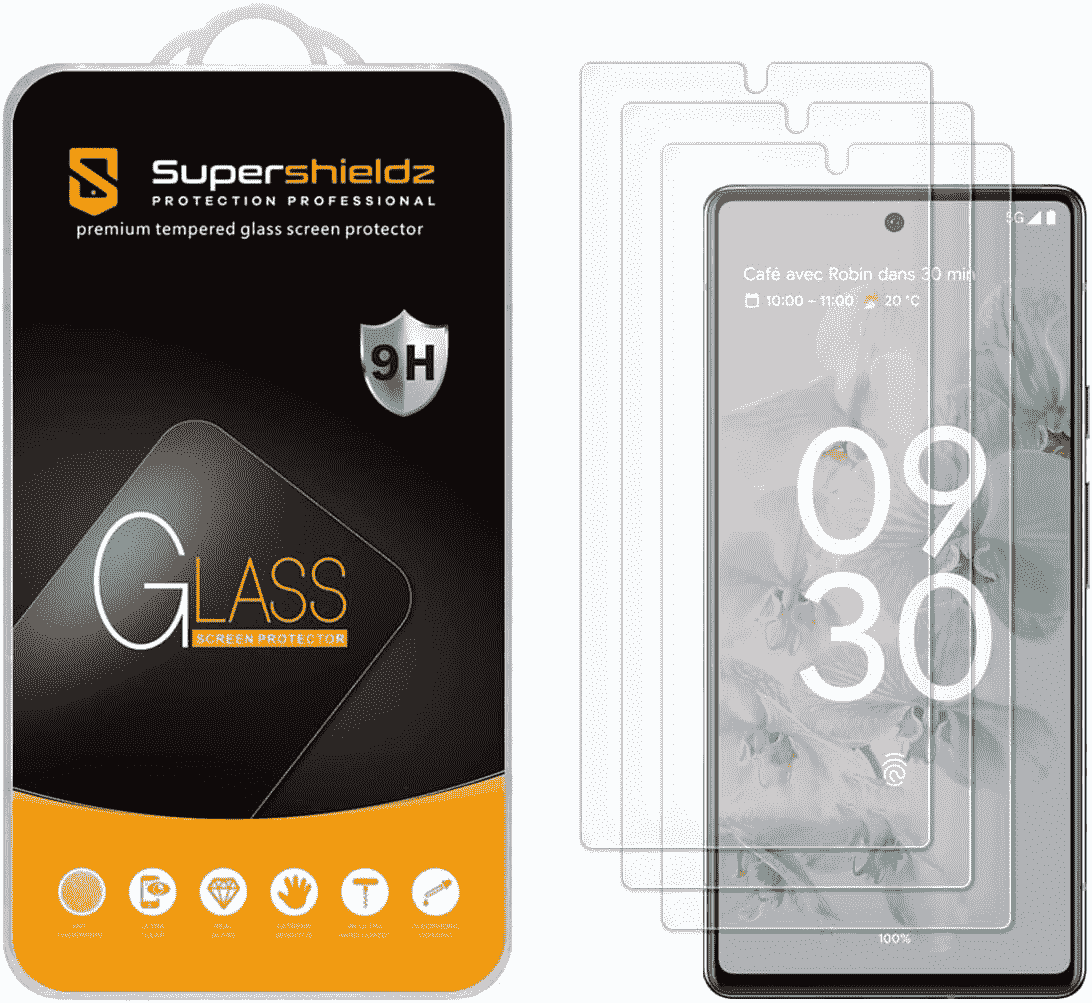 Supershieldz
PROTECTION PROFESSIONAL
premium tempered glass screen protector
9H
GLASS
SCREEN PROTECTOR
5G
Café avec Robin dans 30 min
10:00 – 11:00 20 °C
09
30
100%